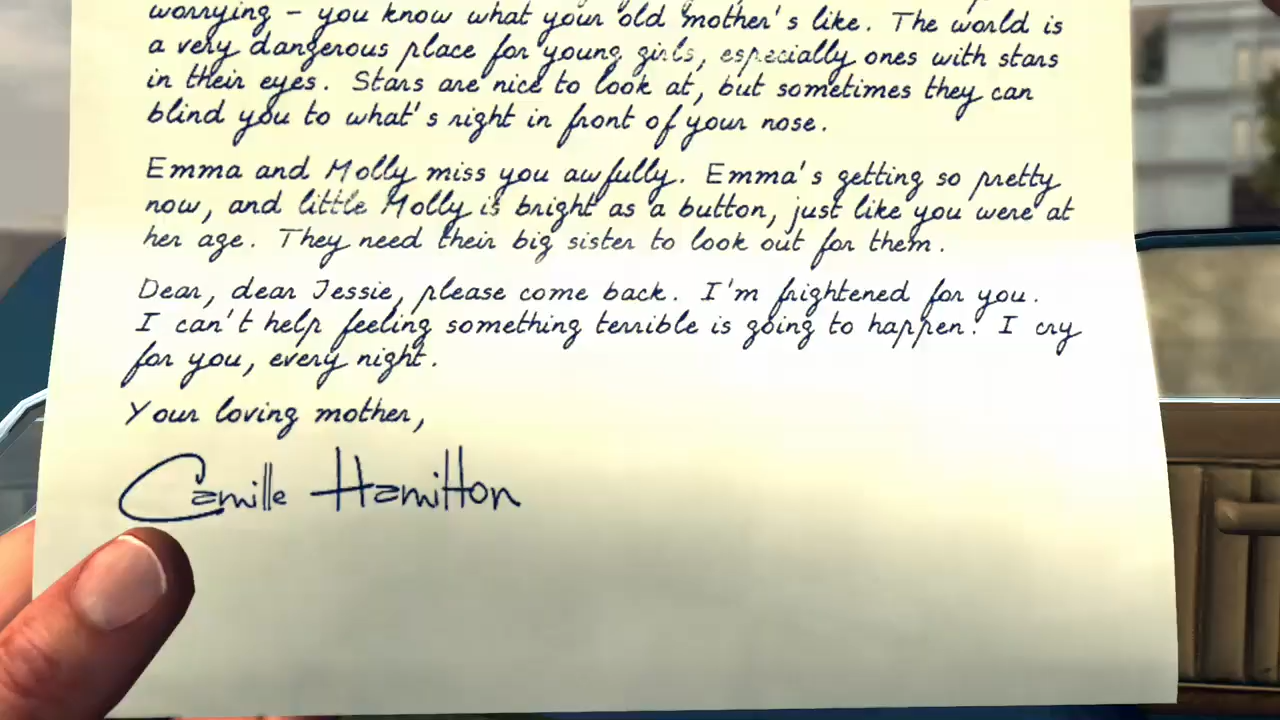 worrying – you know what your old mother's like. The world is
a very dangerous place for young girls, especially ones with stars
in their eyes. Stars are nice to look at, but sometimes they can
blind you to what's right in front of your nose.
Emma and Molly miss you awfully. Emma's getting so pretty
now, and little Molly is bright as a button, just like you were at
her age. They need their big sister to look out for them.
Dear, dear Jessie, please come back. I'm frightened for you.
I can't help feeling something terrible is going to happen. I cry
for you, every night.
Your loving mother,
Camille Hamilton